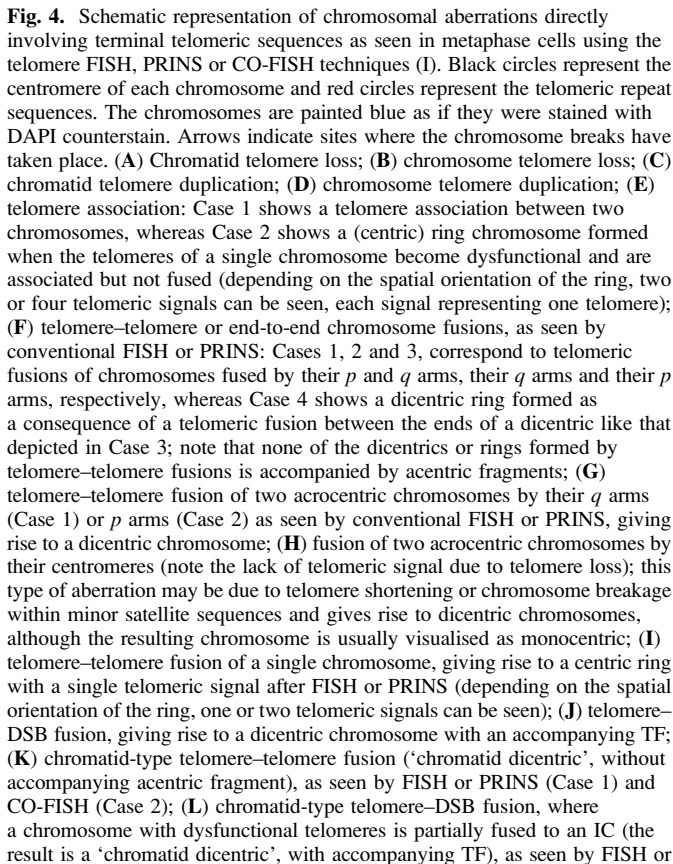 Fig. 4. Schematic representation of chromosomal aberrations directly
involving terminal telomeric sequences as seen in metaphase cells using the
telomere FISH, PRINS or CO-FISH techniques (I). Black circles represent the
centromere of each chromosome and red circles represent the telomeric repeat
sequences. The chromosomes are painted blue as if they were stained with
DAPI counterstain. Arrows indicate sites where the chromosome breaks have
taken place. (A) Chromatid telomere loss; (B) chromosome telomere loss; (C)
chromatid telomere duplication; (D) chromosome telomere duplication; (E)
telomere association: Case 1 shows a telomere association between two
chromosomes, whereas Case 2 shows a (centric) ring chromosome formed
when the telomeres of a single chromosome become dysfunctional and are
associated but not fused (depending on the spatial orientation of the ring, two
or four telomeric signals can be seen, each signal representing one telomere);
(F) telomere–telomere or end-to-end chromosome fusions, as seen by
conventional FISH or PRINS: Cases 1, 2 and 3, correspond to telomeric
fusions of chromosomes fused by their p and q arms, their q arms and their p
arms, respectively, whereas Case 4 shows a dicentric ring formed as
a consequence of a telomeric fusion between the ends of a dicentric like that
depicted in Case 3; note that none of the dicentrics or rings formed by
telomere–telomere fusions is accompanied by acentric fragments; (G)
telomere–telomere fusion of two acrocentric chromosomes by their q arms
(Case 1) or p arms (Case 2) as seen by conventional FISH or PRINS, giving
rise to a dicentric chromosome; (H) fusion of two acrocentric chromosomes by
their centromeres (note the lack of telomeric signal due to telomere loss); this
type of aberration may be due to telomere shortening or chromosome breakage
within minor satellite sequences and gives rise to dicentric chromosomes,
although the resulting chromosome is usually visualised as monocentric; (I)
telomere–telomere fusion of a single chromosome, giving rise to a centric ring
with a single telomeric signal after FISH or PRINS (depending on the spatial
orientation of the ring, one or two telomeric signals can be seen); (J) telomere–
DSB fusion, giving rise to a dicentric chromosome with an accompanying TF;
(K) chromatid-type telomere–telomere fusion (‘chromatid dicentric’, without
accompanying acentric fragment), as seen by FISH or PRINS (Case 1) and
CO-FISH (Case 2); (L) chromatid-type telomere–DSB fusion, where
a chromosome with dysfunctional telomeres is partially fused to an IC (the
result is a ‘chromatid dicentric’, with accompanying TF), as seen by FISH or